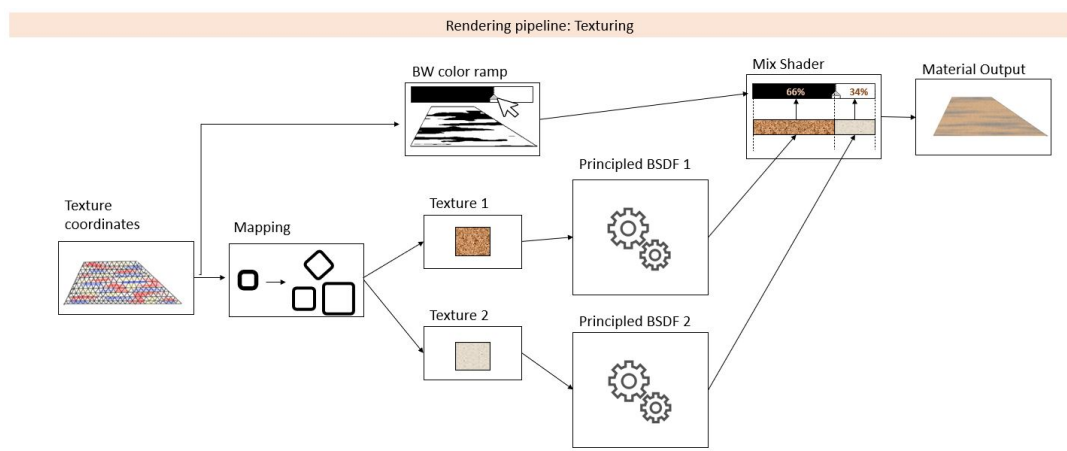 Rendering pipeline: Texturing
BW color ramp
Mix Shader
66%
34%
Material Output
Principled BSDF 1
Texture
coordinates
Mapping
Texture 1
Texture 2
Principled BSDF 2